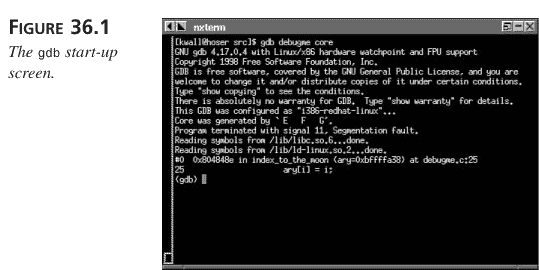 FIGURE 36.1
The gdb start-up
screen.
nxterm
[kwall@hoser src]$ gdb debugme core
GNU gdb 4.17.0.4 with Linux/x86 hardware watchpoint and FPU support
Copyright 1998 Free Software Foundation, Inc.
GDB is free software, covered by the GNU General Public License, and you are
welcome to change it and/or distribute copies of it under certain conditions.
Type "show copying" to see the conditions.
There is absolutely no warranty for GDB.  Type "show warranty" for details.
This GDB was configured as "i386-redhat-linux"...
Core was generated by ` E   F   G'.
Program terminated with signal 11, Segmentation fault.
Reading symbols from /lib/libc.so.6...done.
Reading symbols from /lib/ld-linux.so.2...done.
#0  0x804848e in index_to_the_moon (ary=0xbffffa38) at debugme.c:25
25                      ary[i] = i;
(gdb)